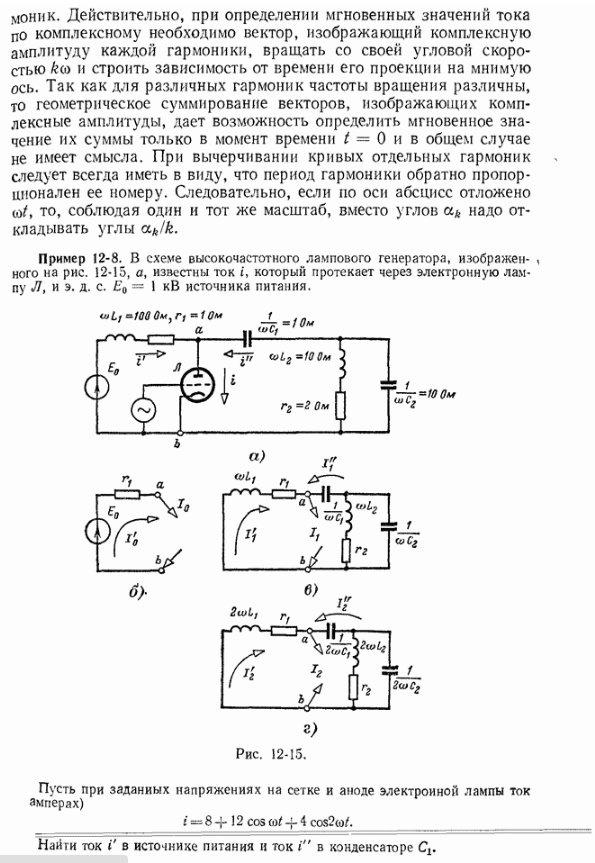 моник. Действительно, при определении мгновенных значений тока
по комплексному необходимо вектор, изображающий комплексную
амплитуду каждой гармоники, вращать со своей угловой скоро-
стью kω и строить зависимость от времени его проекции на мнимую
ось. Так как для различных гармоник частоты вращения различны,
то геометрическое суммирование векторов, изображающих комп-
лексные амплитуды, дает возможность определить мгновенное зна-
чение их суммы только в момент времени t = 0 и в общем случае
не имеет смысла. При вычерчивании кривых отдельных гармоник
следует всегда иметь в виду, что период гармоники обратно пропор-
ционален ее номеру. Следовательно, если по оси абсцисс отложено
ωt, то, соблюдая один и тот же масштаб, вместо углов αk надо от-
кладывать углы αk/k.
Пример 12-8. В схеме высокочастотного лампового генератора, изображен-
ного на рис. 12-15, а, известны ток i, который протекает через электронную лам-
пу Л, и э. д. с. E₀ = 1 кВ источника питания.
ωL₁=100 Ом, r₁=1 Ом
a
1/ωC₁=1 Ом
E₀
i′
Л
i″
i
ωL₂=10 Ом
r₂=2 Ом
1/ωC₂=10 Ом
b
а)
r₁
a
E₀
I′₀
I₀
b
б)
ωL₁
r₁
a
I″₁
1/ωC₁
ωL₂
I′₁
I₁
r₂
1/ωC₂
b
в)
2ωL₁
r₁
a
I″₂
1/2ωC₁
2ωL₂
I′₂
I₂
r₂
1/2ωC₂
b
г)
Рис. 12-15.
Пусть при заданных напряжениях на сетке и аноде электронной лампы ток
амперах)
i = 8 + 12 cos ωt + 4 cos2ωt.
Найти ток i′ в источнике питания и ток i″ в конденсаторе C₁.